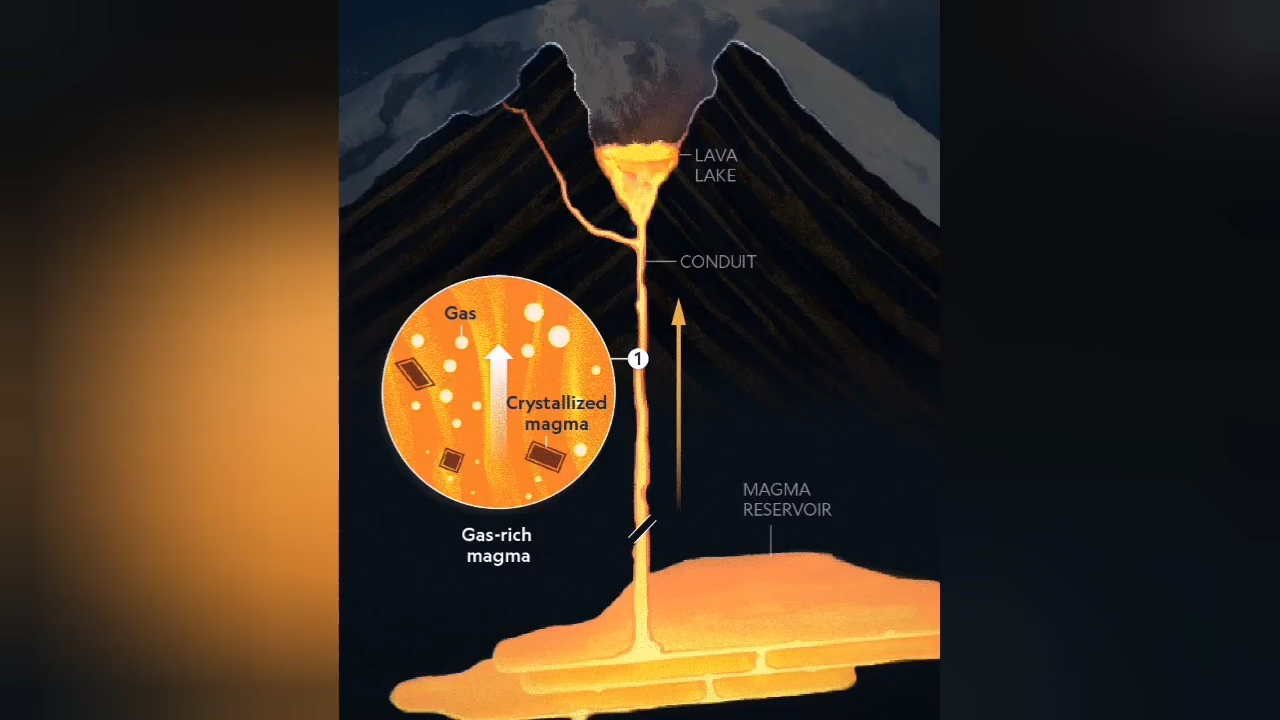 LAVA
LAKE
CONDUIT
Gas
1
Crystallized
magma
MAGMA
RESERVOIR
Gas-rich
magma